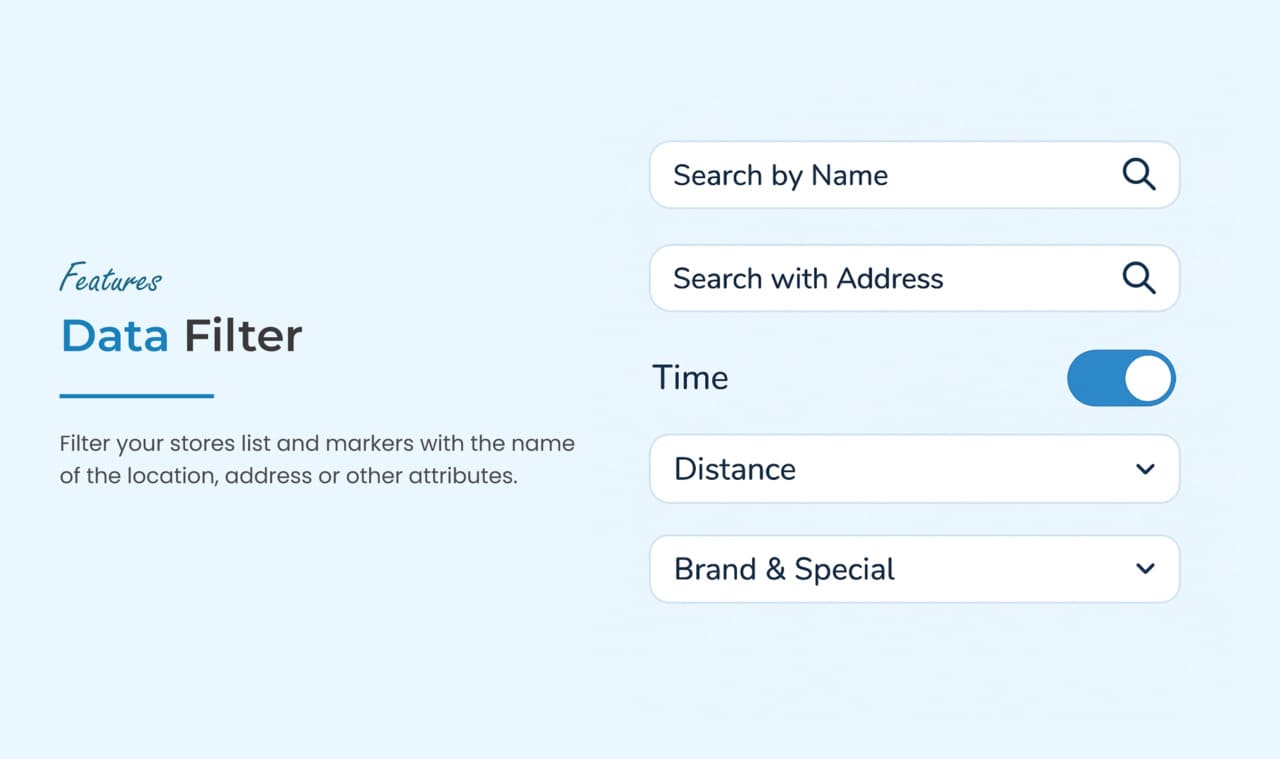 Features
Data Filter
Filter your stores list and markers with the name
of the location, address or other attributes.
Search by Name
Search with Address
Time
Distance
Brand & Special